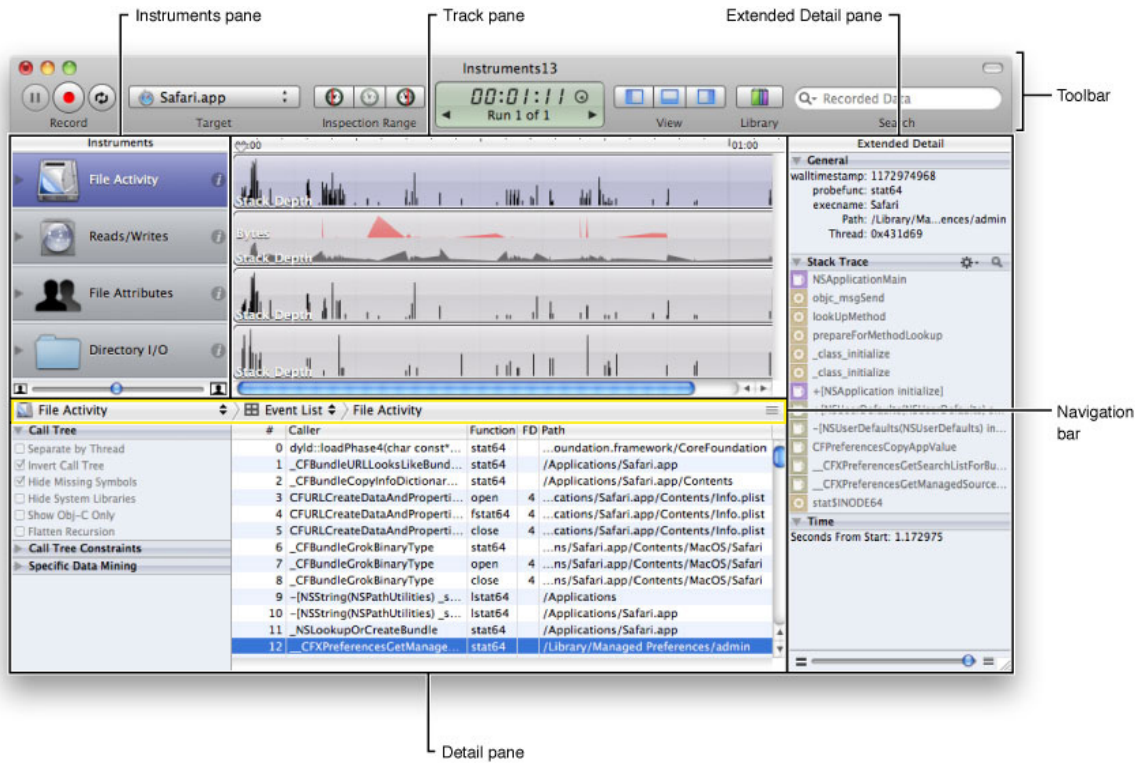 Instruments pane
Track pane
Extended Detail pane
Instruments13
Safari.app
00:01:11
Run 1 of 1
Recorded Data
Record
Target
Inspection Range
View
Library
Search
Toolbar
Instruments
00:00
01:00
Extended Detail
File Activity
Stack Depth
Reads/Writes
Bytes
Stack Depth
File Attributes
Stack Depth
Directory I/O
Stack Depth
General
walltimestamp: 1172974968
probefunc: stat64
execname: Safari
Path: /Library/Ma...ences/admin
Thread: 0x431d69
Stack Trace
NSApplicationMain
objc_msgSend
lookUpMethod
prepareForMethodLookup
_class_initialize
_class_initialize
+[NSApplication initialize]
-[NSUserDefaults(NSUserDefaults) in...
CFPreferencesCopyAppValue
__CFXPreferencesGetSearchListForBu...
__CFXPreferencesGetManagedSource...
stat$INODE64
Time
Seconds From Start: 1.172975
Navigation
bar
File Activity
Event List
File Activity
Call Tree
Separate by Thread
Invert Call Tree
Hide Missing Symbols
Hide System Libraries
Show Obj-C Only
Flatten Recursion
Call Tree Constraints
Specific Data Mining
# Caller Function FD Path
0 dyld::loadPhase4(char const*... stat64 ...oundation.framework/CoreFoundation
1 _CFBundleURLLooksLikeBund... stat64 /Applications/Safari.app
2 _CFBundleCopyInfoDictionar... stat64 /Applications/Safari.app/Contents
3 CFURLCreateDataAndProperti... open 4 ...cations/Safari.app/Contents/Info.plist
4 CFURLCreateDataAndProperti... fstat64 4 ...cations/Safari.app/Contents/Info.plist
5 CFURLCreateDataAndProperti... close 4 ...cations/Safari.app/Contents/Info.plist
6 _CFBundleGrokBinaryType stat64 ...ns/Safari.app/Contents/MacOS/Safari
7 _CFBundleGrokBinaryType open 4 ...ns/Safari.app/Contents/MacOS/Safari
8 _CFBundleGrokBinaryType close 4 ...ns/Safari.app/Contents/MacOS/Safari
9 -[NSString(NSPathUtilities) _s... lstat64 /Applications
10 -[NSString(NSPathUtilities) _s... lstat64 /Applications/Safari.app
11 _NSLookupOrCreateBundle stat64 /Applications/Safari.app
12 __CFXPreferencesGetManage... stat64 /Library/Managed Preferences/admin
Detail pane